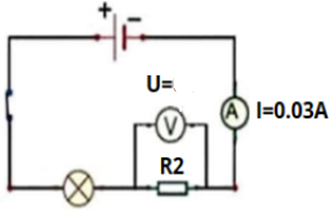 + −
U=
V
A
I=0.03A
R2